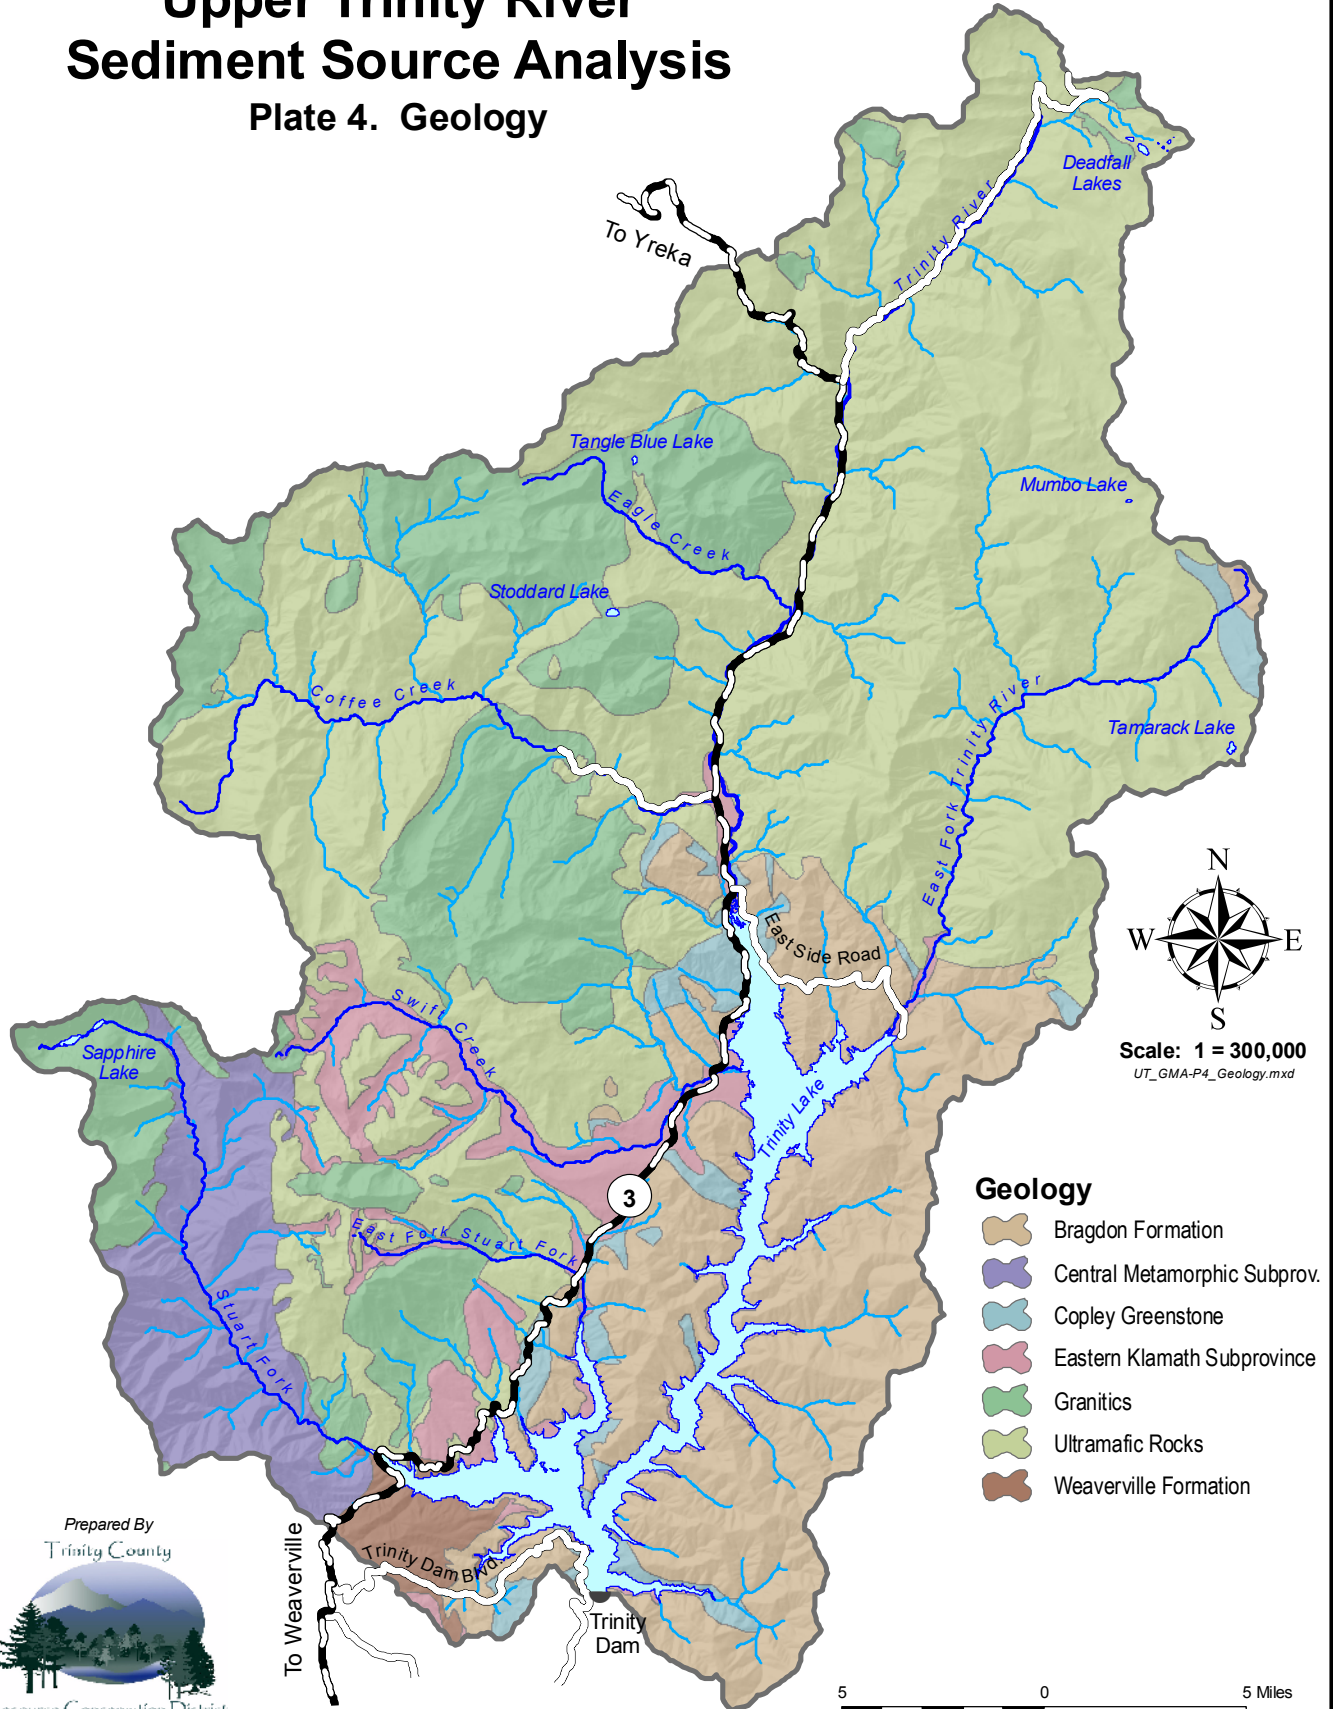 Upper Trinity River
Sediment Source Analysis
Plate 4. Geology
To Yreka
Trinity River
Deadfall
Lakes
Tangle Blue Lake
Eagle Creek
Mumbo Lake
Stoddard Lake
Coffee Creek
East Fork Trinity River
Tamarack Lake
East Side Road
N
W
E
S
Scale: 1 = 300,000
UT_GMA-P4_Geology.mxd
Swift Creek
Sapphire
Lake
Trinity Lake
3
East Fork Stuart Fork
Stuart Fork
Geology
Bragdon Formation
Central Metamorphic Subprov.
Copley Greenstone
Eastern Klamath Subprovince
Granitics
Ultramafic Rocks
Weaverville Formation
Prepared By
Trinity County
To Weaverville
Trinity Dam Blvd.
Trinity
Dam
5 0 5 Miles
Conservation District